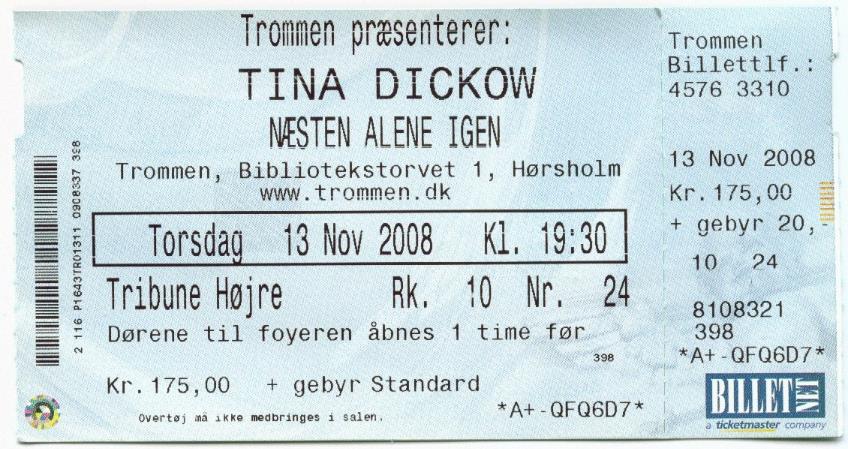 Trommen præsenterer:
TINA DICKOW
NÆSTEN ALENE IGEN
Trommen, Bibliotekstorvet 1, Hørsholm
www.trommen.dk
Torsdag 13 Nov 2008 Kl. 19:30
Tribune Højre Rk. 10 Nr. 24
Dørene til foyeren åbnes 1 time før
398
Kr. 175,00 + gebyr Standard
Overtøj må ikke medbringes i salen.
*A+-QFQ6D7*
2 116 P1643TR01311 0908337 398
Trommen
Billettlf.:
4576 3310
13 Nov 2008
Kr. 175,00
+ gebyr 20,-
10 24
8108321
398
*A+-QFQ6D7*
BILLET NET
a ticketmaster company